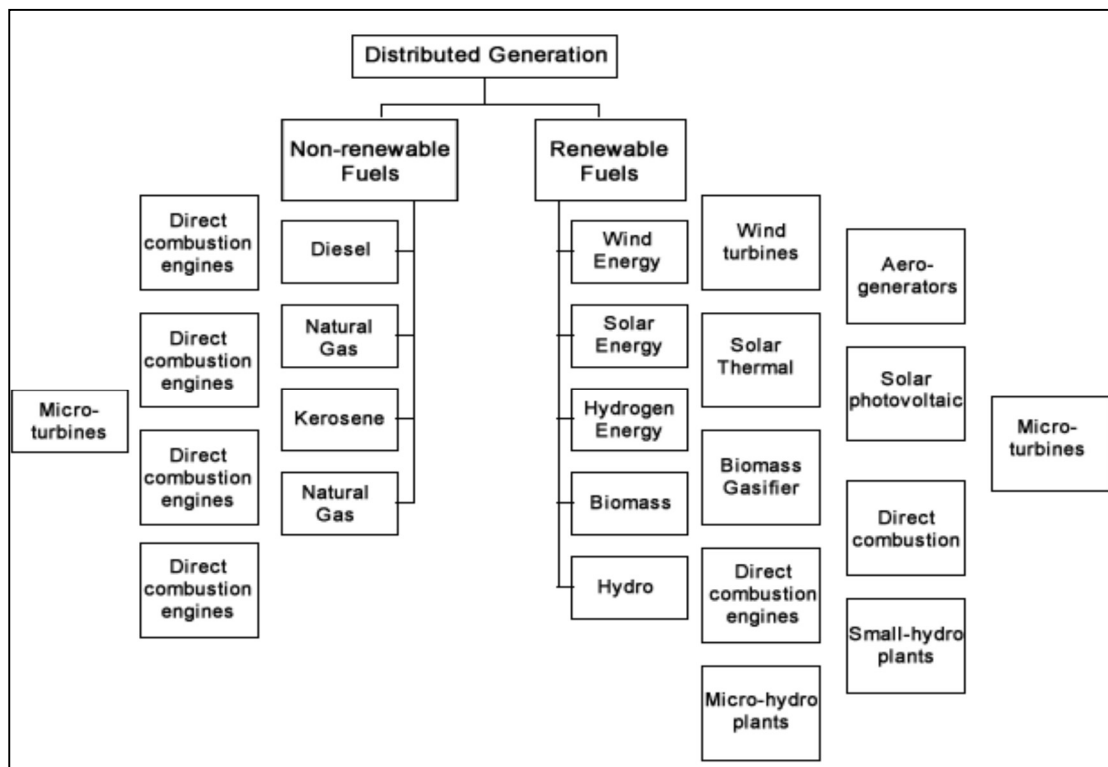 Distributed Generation
Non-renewable
Fuels
Renewable
Fuels
Direct
combustion
engines
Diesel
Wind
Energy
Wind
turbines
Aero-
generators
Direct
combustion
engines
Natural
Gas
Solar
Energy
Solar
Thermal
Solar
photovoltaic
Micro-
turbines
Kerosene
Hydrogen
Energy
Micro-
turbines
Direct
combustion
engines
Natural
Gas
Biomass
Biomass
Gasifier
Direct
combustion
Direct
combustion
engines
Hydro
Direct
combustion
engines
Small-hydro
plants
Micro-hydro
plants